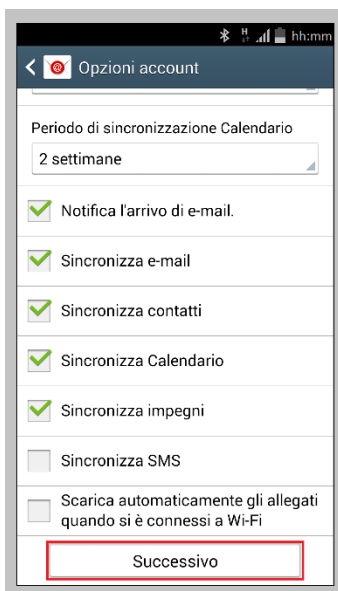 H hh:mm
Opzioni account
Periodo di sincronizzazione Calendario
2 settimane
Notifica l'arrivo di e-mail.
Sincronizza e-mail
Sincronizza contatti
Sincronizza Calendario
Sincronizza impegni
Sincronizza SMS
Scarica automaticamente gli allegati
quando si è connessi a Wi-Fi
Successivo